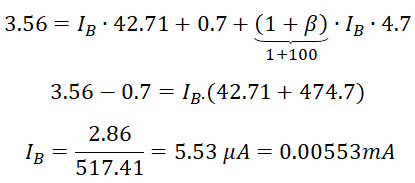 3.56 = I_B · 42.71 + 0.7 + (1 + β) · I_B · 4.7
1+100
3.56 − 0.7 = I_B.(42.71 + 474.7)
I_B = 2.86/517.41 = 5.53 μA = 0.00553mA